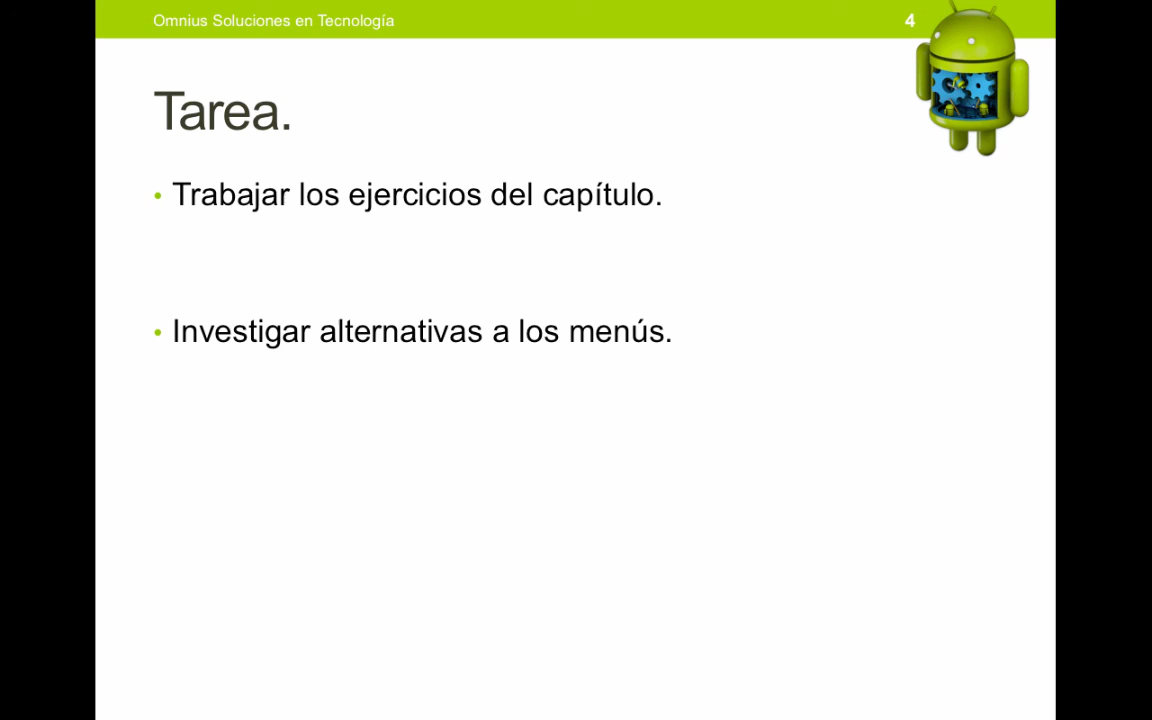 Omnius Soluciones en Tecnología
4
Tarea.
• Trabajar los ejercicios del capítulo.
• Investigar alternativas a los menús.